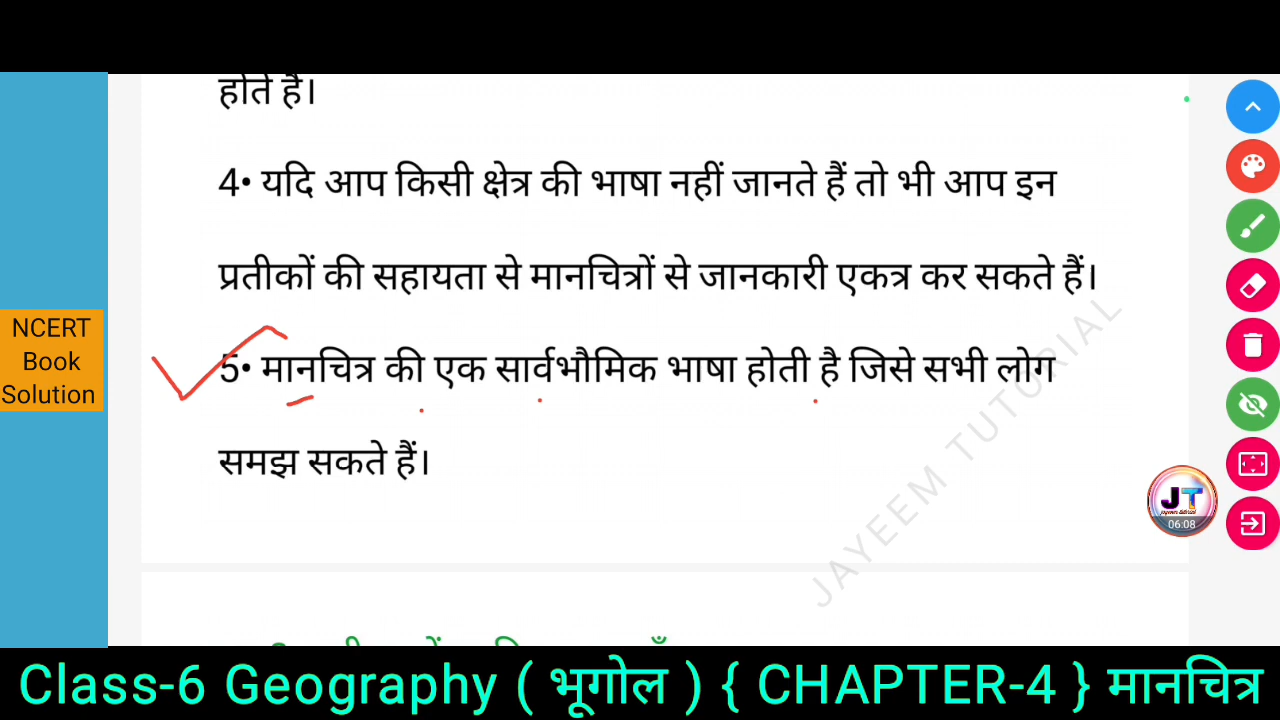 होते है।
4• यदि आप किसी क्षेत्र की भाषा नहीं जानते हैं तो भी आप इन
प्रतीकों की सहायता से मानचित्रों से जानकारी एकत्र कर सकते हैं।
NCERT
Book
Solution
5• मानचित्र की एक सार्वभौमिक भाषा होती है जिसे सभी लोग
समझ सकते हैं।
JAYEEM TUTORIAL
JT
06:08
Class-6 Geography ( भूगोल ) { CHAPTER-4 } मानचित्र